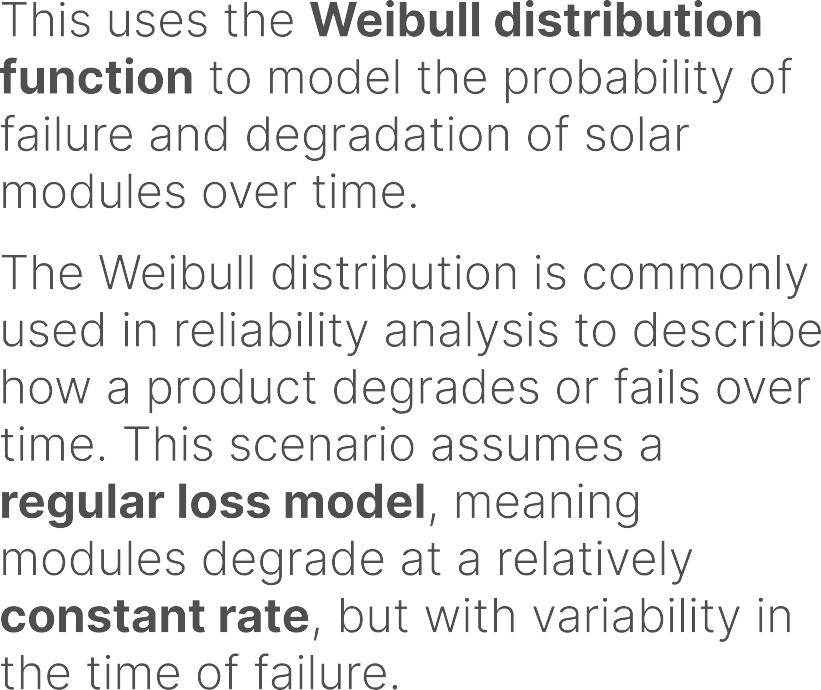 This uses the Weibull distribution
function to model the probability of
failure and degradation of solar
modules over time.
The Weibull distribution is commonly
used in reliability analysis to describe
how a product degrades or fails over
time. This scenario assumes a
regular loss model, meaning
modules degrade at a relatively
constant rate, but with variability in
the time of failure.